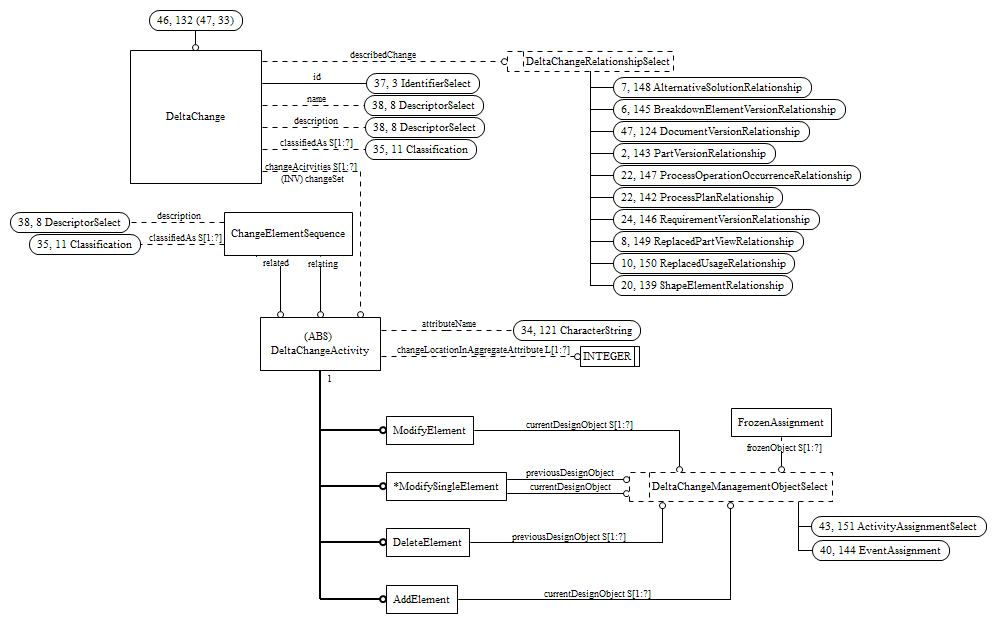 46, 132 (47, 33)
DeltaChange
describedChange
DeltaChangeRelationshipSelect
id
37, 3 IdentifierSelect
name
38, 8 DescriptorSelect
description
38, 8 DescriptorSelect
classifiedAs S[1:?]
35, 11 Classification
changeAcitvities S[1:?]
(INV) changeSet
7, 148 AlternativeSolutionRelationship
6, 145 BreakdownElementVersionRelationship
47, 124 DocumentVersionRelationship
2, 143 PartVersionRelationship
22, 147 ProcessOperationOccurrenceRelationship
22, 142 ProcessPlanRelationship
24, 146 RequirementVersionRelationship
8, 149 ReplacedPartViewRelationship
10, 150 ReplacedUsageRelationship
20, 139 ShapeElementRelationship
38, 8 DescriptorSelect
description
35, 11 Classification
classifiedAs S[1:?]
ChangeElementSequence
related
relating
(ABS)
DeltaChangeActivity
attributeName
34, 121 CharacterString
changeLocationInAggregateAttribute L[1:?]
INTEGER
1
ModifyElement
currentDesignObject S[1:?]
FrozenAssignment
frozenObject S[1:?]
*ModifySingleElement
previousDesignObject
currentDesignObject
DeltaChangeManagementObjectSelect
43, 151 ActivityAssignmentSelect
40, 144 EventAssignment
DeleteElement
previousDesignObject S[1:?]
AddElement
currentDesignObject S[1:?]